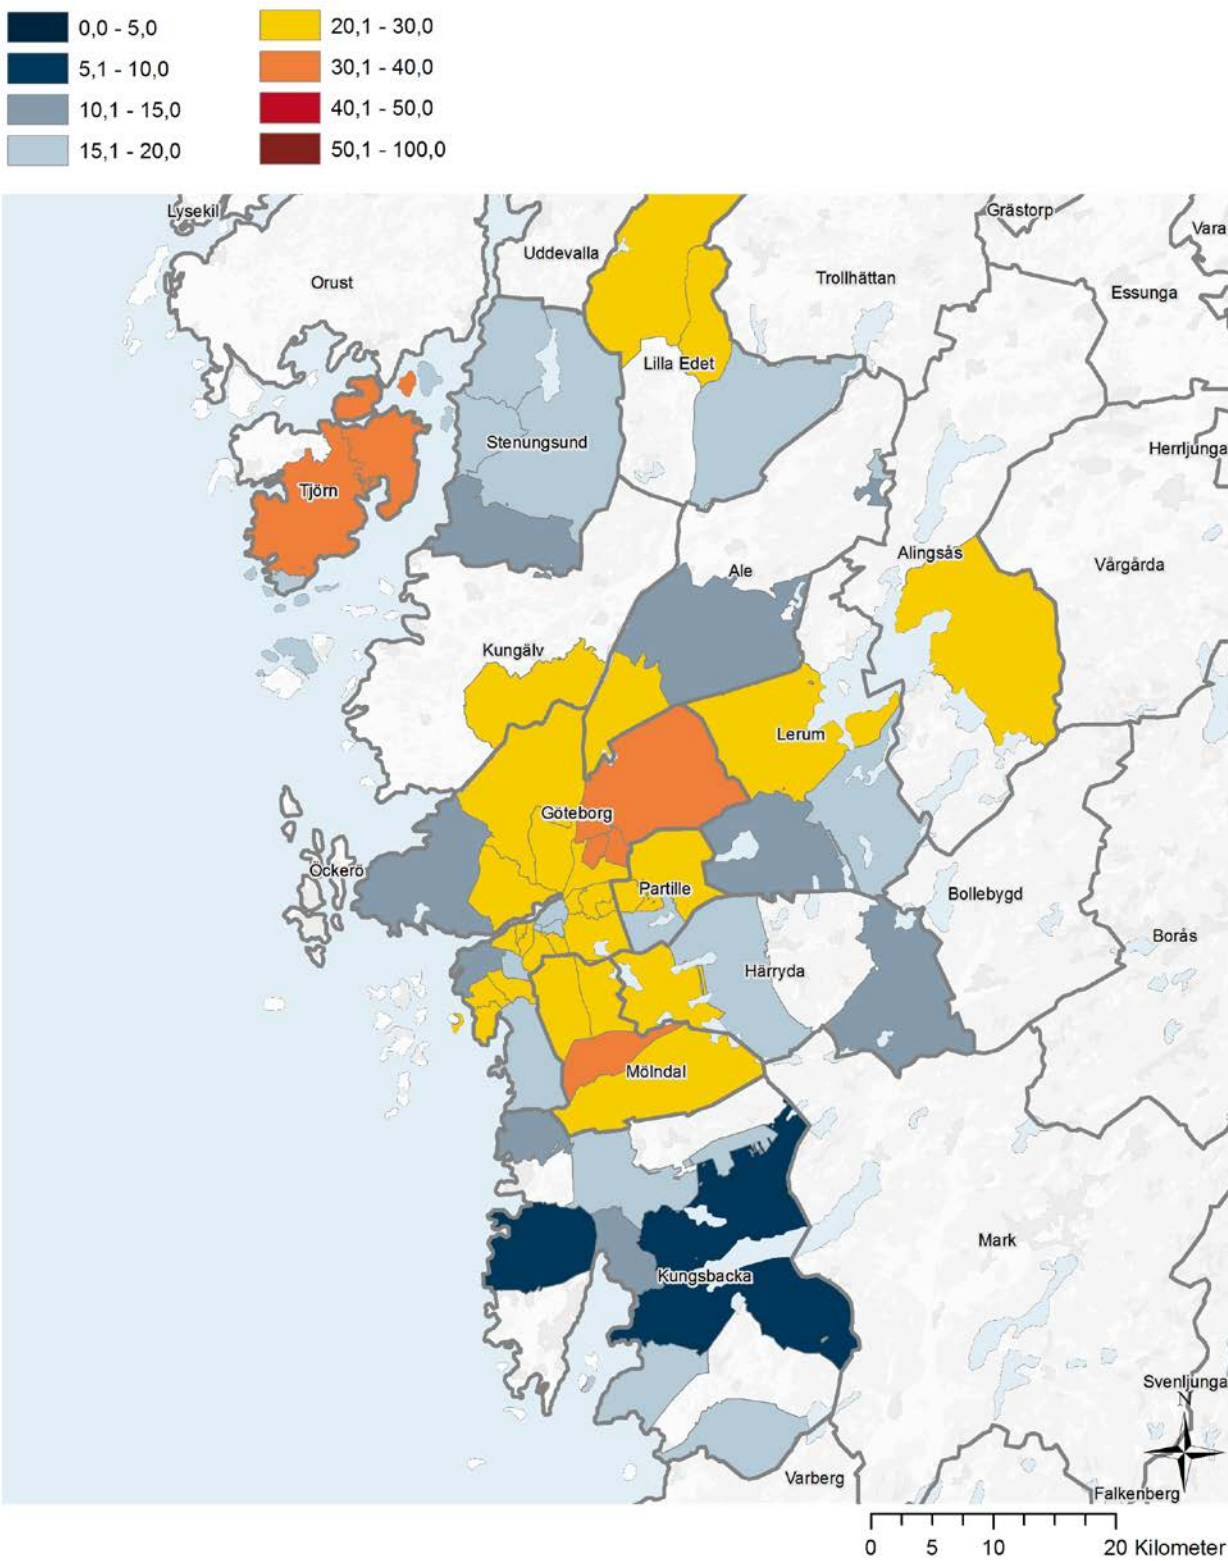 0,0 - 5,0
5,1 - 10,0
10,1 - 15,0
15,1 - 20,0
20,1 - 30,0
30,1 - 40,0
40,1 - 50,0
50,1 - 100,0
Lysekil
Grästorp
Vara
Uddevalla
Orust
Trollhättan
Essunga
Lilla Edet
Stenungsund
Herrljunga
Tjörn
Alingsås
Vårgårda
Ale
Kungälv
Lerum
Göteborg
Öckerö
Partille
Bollebygd
Borås
Härryda
Mölndal
Mark
Kungsbacka
Svenljunga
N
Varberg
Falkenberg
0 5 10 20 Kilometer